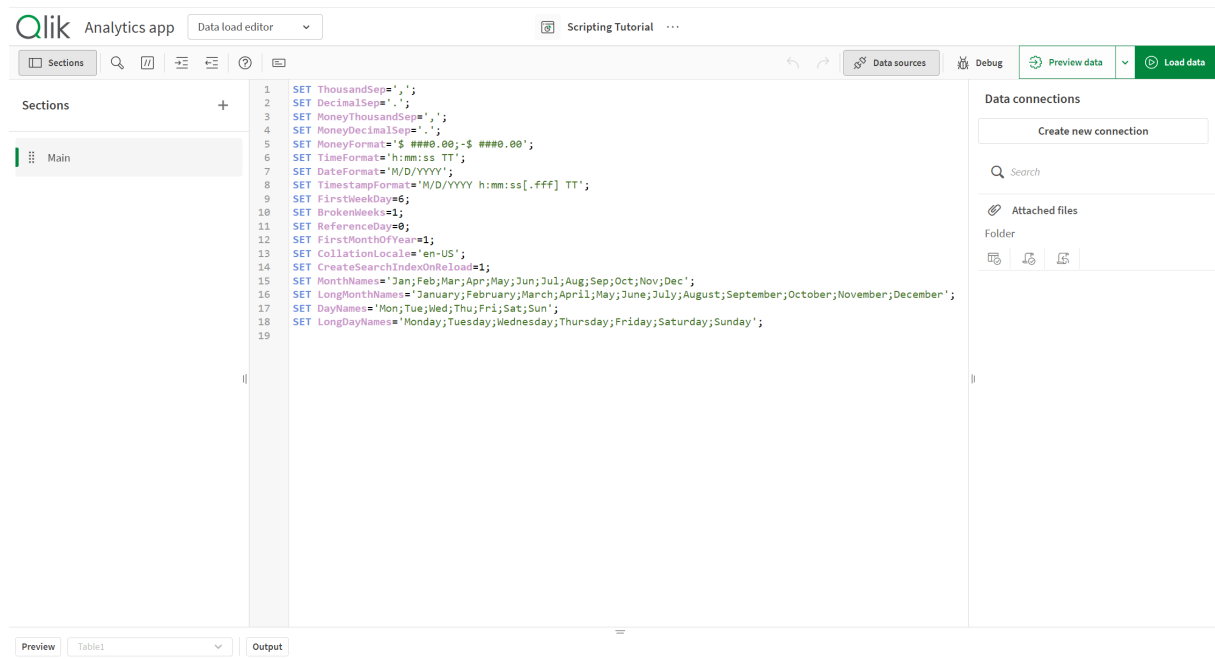 Qlik Analytics app Data load editor Scripting Tutorial ···
Sections // ? Data sources Debug Preview data Load data
Sections +
Main
1 SET ThousandSep=',';
2 SET DecimalSep='.';
3 SET MoneyThousandSep=',';
4 SET MoneyDecimalSep='.';
5 SET MoneyFormat='$ ###0.00;-$ ###0.00';
6 SET TimeFormat='h:mm:ss TT';
7 SET DateFormat='M/D/YYYY';
8 SET TimestampFormat='M/D/YYYY h:mm:ss[.fff] TT';
9 SET FirstWeekDay=6;
10 SET BrokenWeeks=1;
11 SET ReferenceDay=0;
12 SET FirstMonthOfYear=1;
13 SET CollationLocale='en-US';
14 SET CreateSearchIndexOnReload=1;
15 SET MonthNames='Jan;Feb;Mar;Apr;May;Jun;Jul;Aug;Sep;Oct;Nov;Dec';
16 SET LongMonthNames='January;February;March;April;May;June;July;August;September;October;November;December';
17 SET DayNames='Mon;Tue;Wed;Thu;Fri;Sat;Sun';
18 SET LongDayNames='Monday;Tuesday;Wednesday;Thursday;Friday;Saturday;Sunday';
19
Data connections
Create new connection
Search
Attached files
Folder
Preview Table1 Output